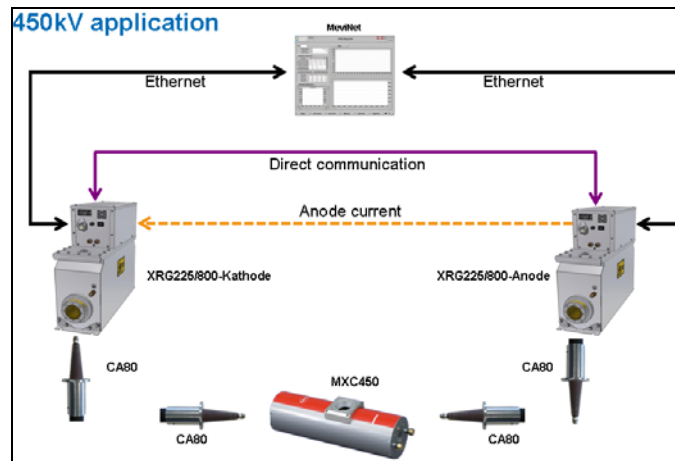 450kV application
MeviNet
Ethernet
Ethernet
Direct communication
Anode current
XRG225/800-Kathode
XRG225/800-Anode
CA80
CA80
MXC450
CA80
CA80